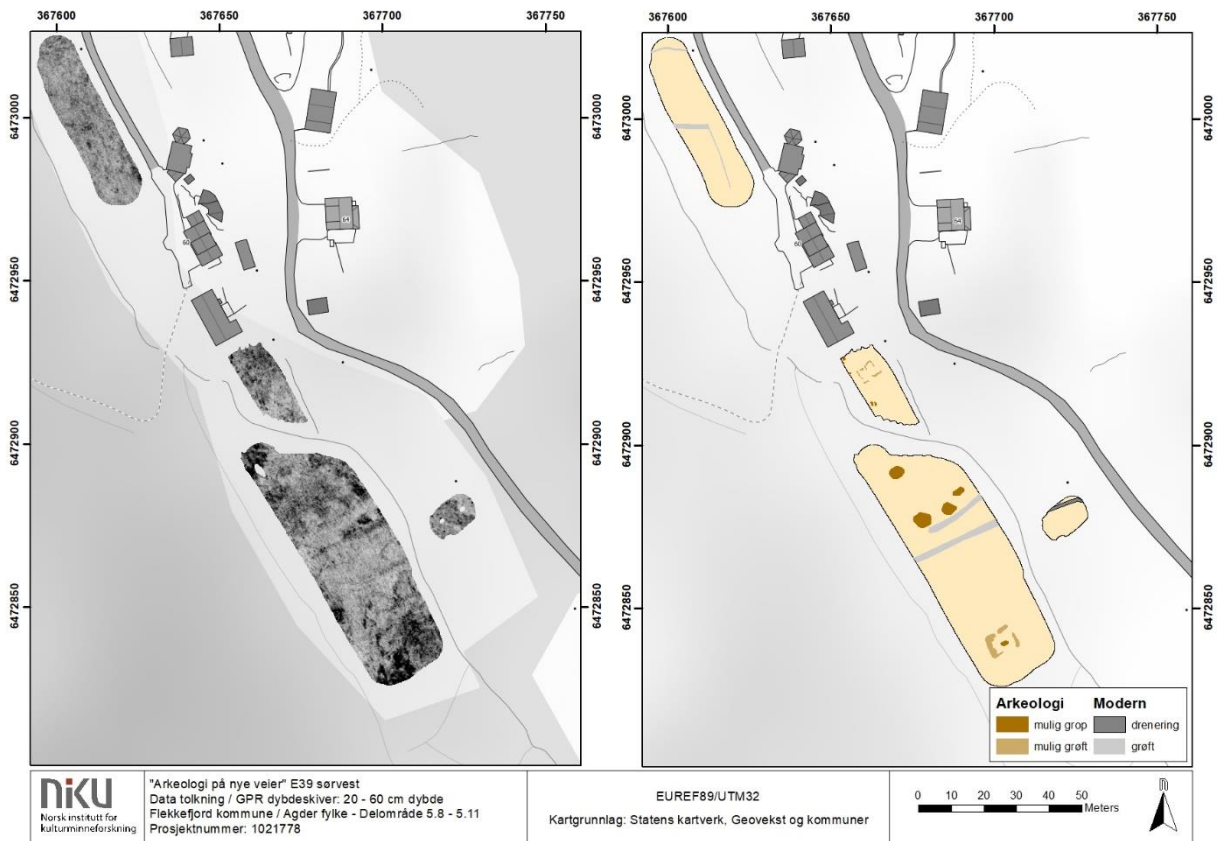 367600 367650 367700 367750
367600 367650 367700 367750
6473000
6472950
6472900
6472850
60
64
6473000
6472950
6472900
6472850
60
64
6473000
6472950
6472900
6472850
Arkeologi Modern
mulig grop drenering
mulig grøft grøft
NIKU
Norsk institutt for
kulturminneforskning
"Arkeologi på nye veier" E39 sørvest
Data tolkning / GPR dybdeskiver: 20 - 60 cm dybde
Flekkefjord kommune / Agder fylke - Delområde 5.8 - 5.11
Prosjektnummer: 1021778
EUREF89/UTM32
Kartgrunnlag: Statens kartverk, Geovekst og kommuner
0 10 20 30 40 50
Meters